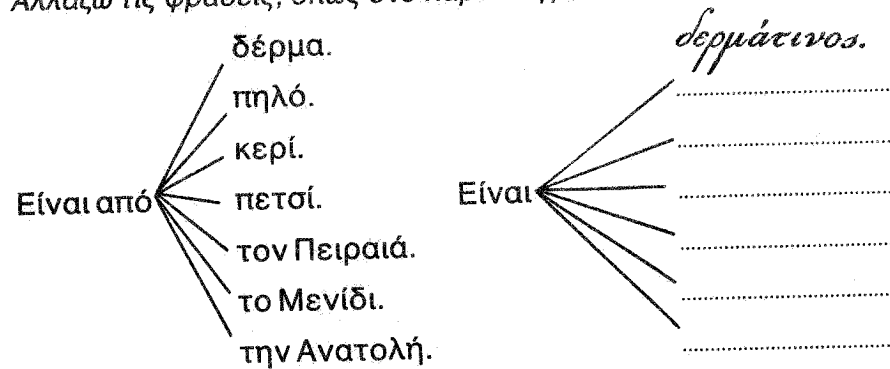 Αλλάζω τις φράσεις, όπως στο
δερμάτινος.
δέρμα.
πηλό.
κερί.
Είναι από
πετσί.
Είναι
τον Πειραιά.
το Μενίδι.
την Ανατολή.